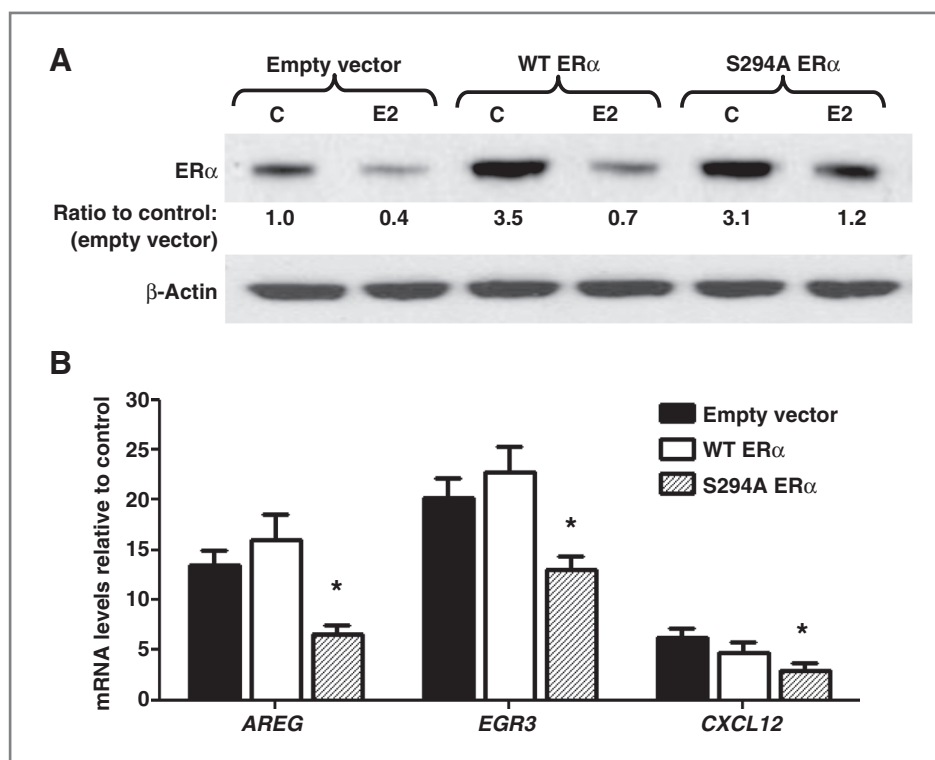 A
Empty vector WT ERα S294A ERα
C E2 C E2 C E2
ERα
Ratio to control: 1.0 0.4 3.5 0.7 3.1 1.2
(empty vector)
β-Actin
B
mRNA levels relative to control
30
25
20
15
10
5
0
Empty vector
WT ERα
S294A ERα
*
*
*
AREG EGR3 CXCL12